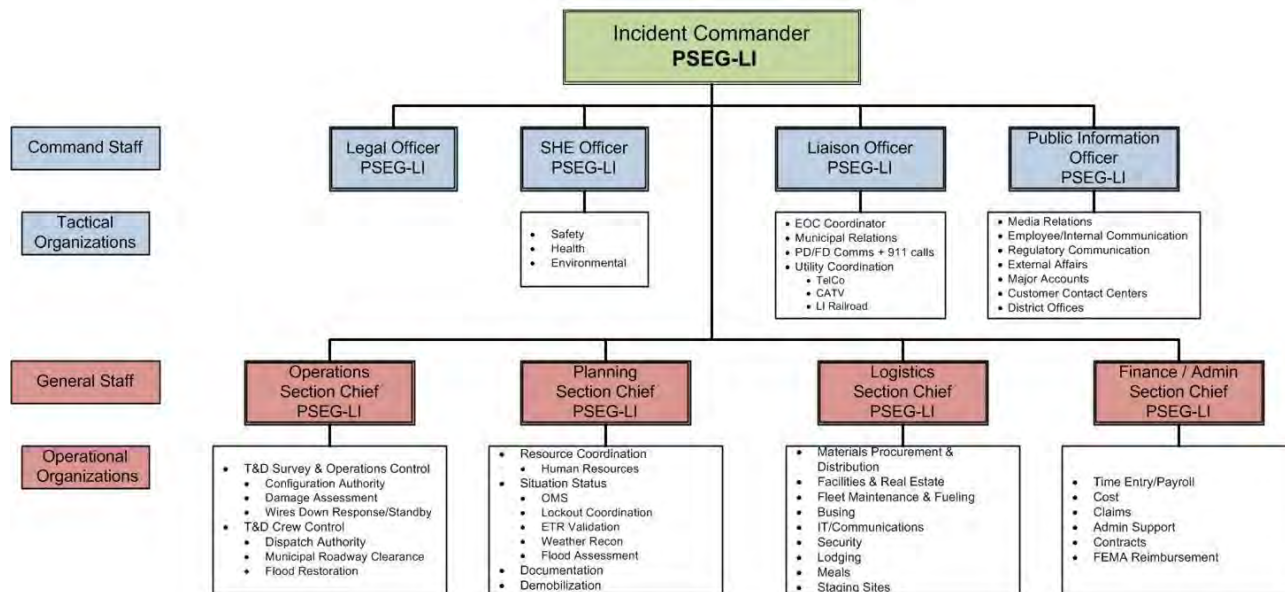 Incident Commander
PSEG-LI
Command Staff
Legal Officer
PSEG-LI
SHE Officer
PSEG-LI
Liaison Officer
PSEG-LI
Public Information
Officer
PSEG-LI
Tactical
Organizations
• Safety
• Health
• Environmental
• EOC Coordinator
• Municipal Relations
• PD/FD Comms + 911 calls
• Utility Coordination
• TelCo
• CATV
• LI Railroad
• Media Relations
• Employee/Internal Communication
• Regulatory Communication
• External Affairs
• Major Accounts
• Customer Contact Centers
• District Offices
General Staff
Operations
Section Chief
PSEG-LI
Planning
Section Chief
PSEG-LI
Logistics
Section Chief
PSEG-LI
Finance / Admin
Section Chief
PSEG-LI
Operational
Organizations
• T&D Survey & Operations Control
• Configuration Authority
• Damage Assessment
• Wires Down Response/Standby
• T&D Crew Control
• Dispatch Authority
• Municipal Roadway Clearance
• Flood Restoration
• Resource Coordination
• Human Resources
• Situation Status
• OMS
• Lockout Coordination
• ETR Validation
• Weather Recon
• Flood Assessment
• Documentation
• Demobilization
• Materials Procurement &
Distribution
• Facilities & Real Estate
• Fleet Maintenance & Fueling
• Busing
• IT/Communications
• Security
• Lodging
• Meals
• Staging Sites
• Time Entry/Payroll
• Cost
• Claims
• Admin Support
• Contracts
• FEMA Reimbursement